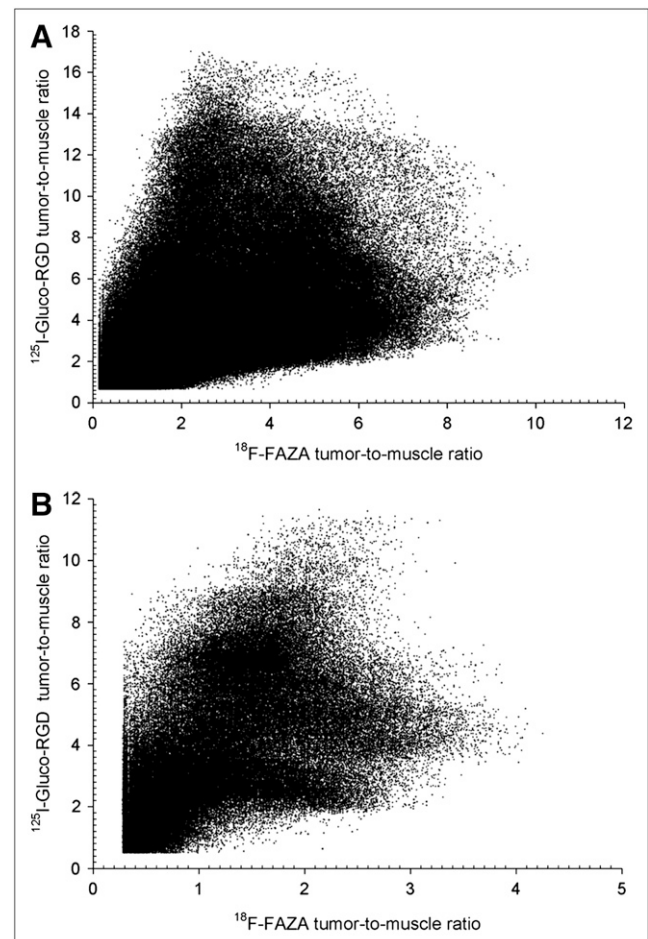 A
18
16
14
12
10
8
6
4
2
0
¹²⁵I-Gluco-RGD tumor-to-muscle ratio
0 2 4 6 8 10 12
¹⁸F-FAZA tumor-to-muscle ratio
B
12
10
8
6
4
2
0
¹²⁵I-Gluco-RGD tumor-to-muscle ratio
0 1 2 3 4 5
¹⁸F-FAZA tumor-to-muscle ratio